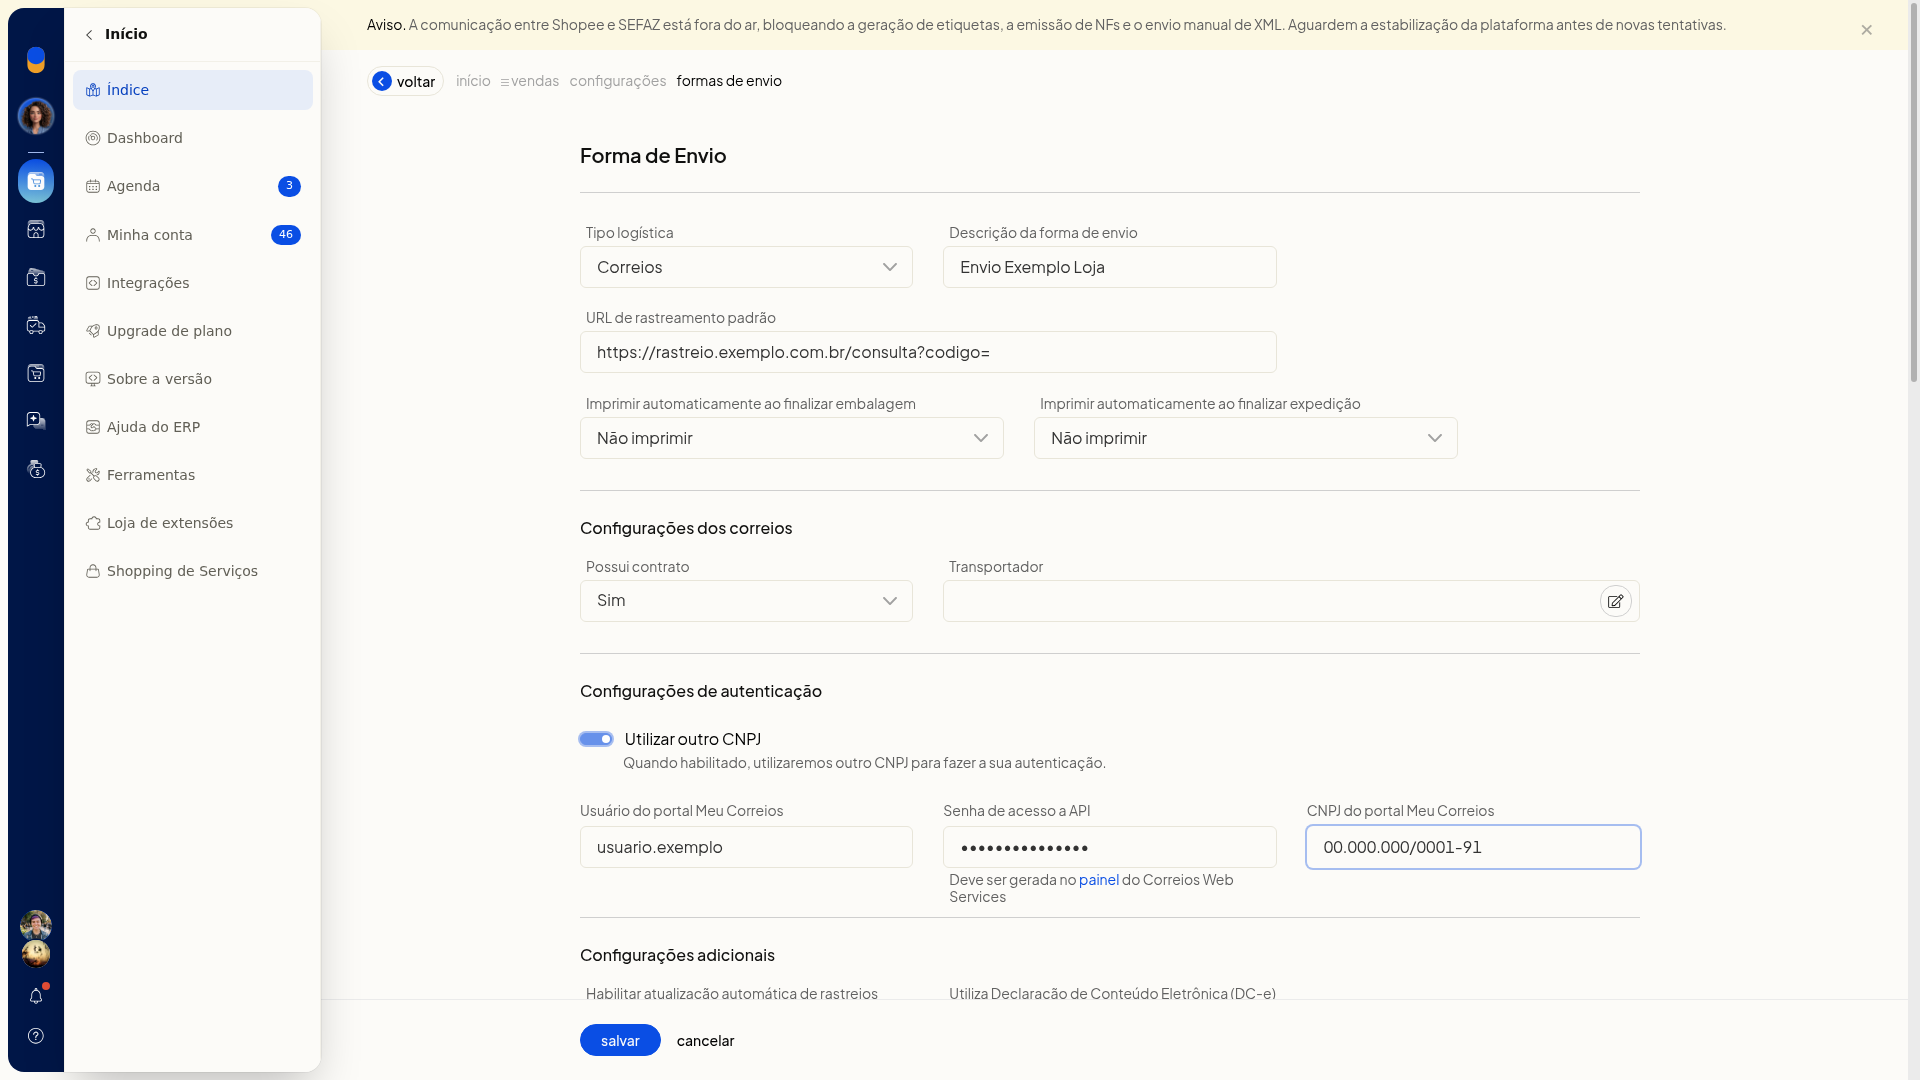 Aviso. A comunicação entre Shopee e SEFAZ está fora do ar, bloqueando a geração de etiquetas, a emissão de NFs e o envio manual de XML. Aguardem a estabilização da plataforma antes de novas tentativas.
Início
Índice
Dashboard
Agenda 3
Minha conta 46
Integrações
Upgrade de plano
Sobre a versão
Ajuda do ERP
Ferramentas
Loja de extensões
Shopping de Serviços
voltar início vendas configurações formas de envio
Forma de Envio
Tipo logística Descrição da forma de envio
Correios Envio Exemplo Loja
URL de rastreamento padrão
https://rastreio.exemplo.com.br/consulta?codigo=
Imprimir automaticamente ao finalizar embalagem Imprimir automaticamente ao finalizar expedição
Não imprimir Não imprimir
Configurações dos correios
Possui contrato Transportador
Sim
Configurações de autenticação
Utilizar outro CNPJ
Quando habilitado, utilizaremos outro CNPJ para fazer a sua autenticação.
Usuário do portal Meu Correios Senha de acesso a API CNPJ do portal Meu Correios
usuario.exemplo ••••••••••••••• 00.000.000/0001-91
Deve ser gerada no painel do Correios Web
Services
Configurações adicionais
Habilitar atualização automática de rastreios Utiliza Declaração de Conteúdo Eletrônica (DC-e)
salvar cancelar